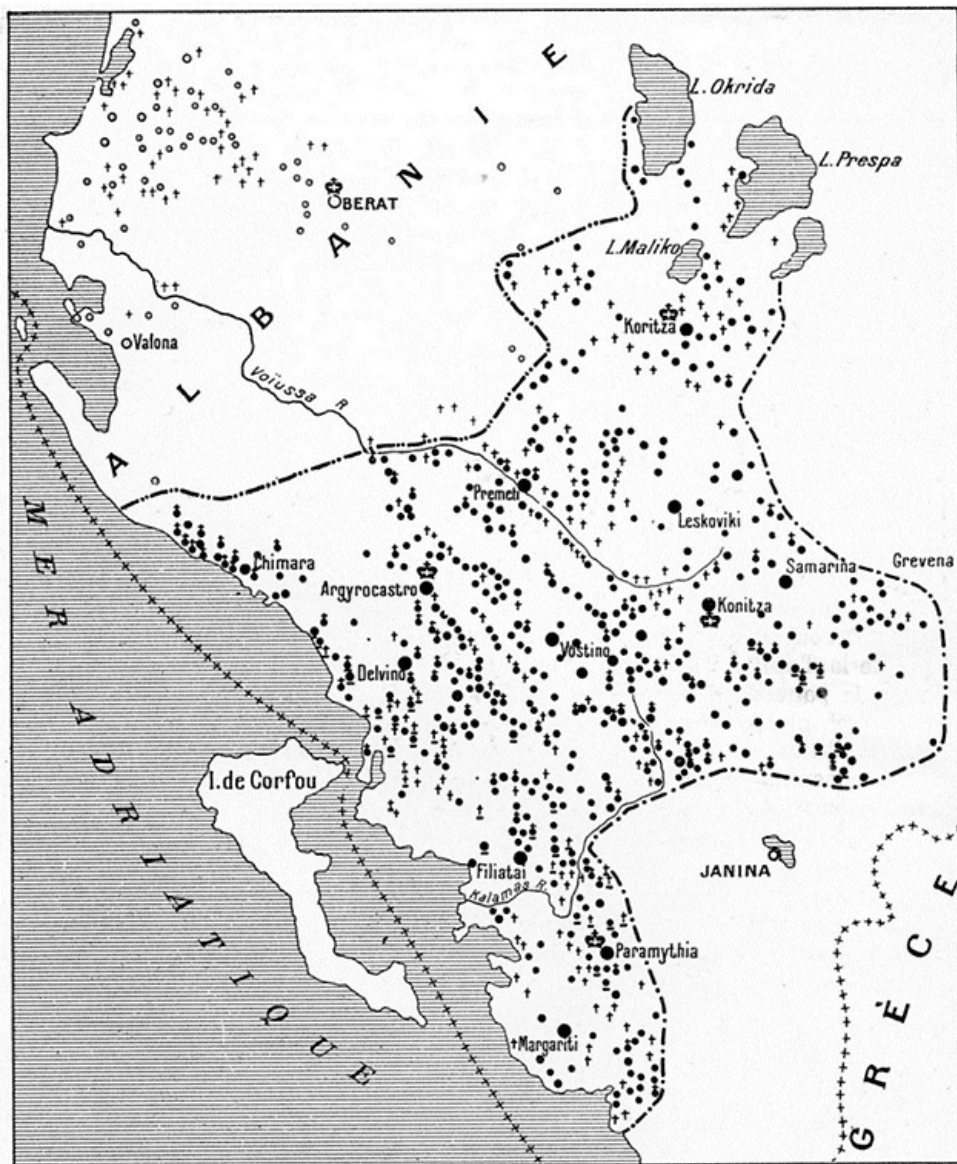 ALBANIE
L. Okrida
L. Prespa
BERAT
L. Maliko
Koritza
Valona
Voïussa R
Premeti
Leskoviki
Chimara
Samarina
Grevena
Argyrocastro
Konitza
Vostino
Delvino
MER ADRIATIQUE
I. de Corfou
JANINA
Filiatai
Kalamas R.
Paramythia
Margariti
GRÉCE